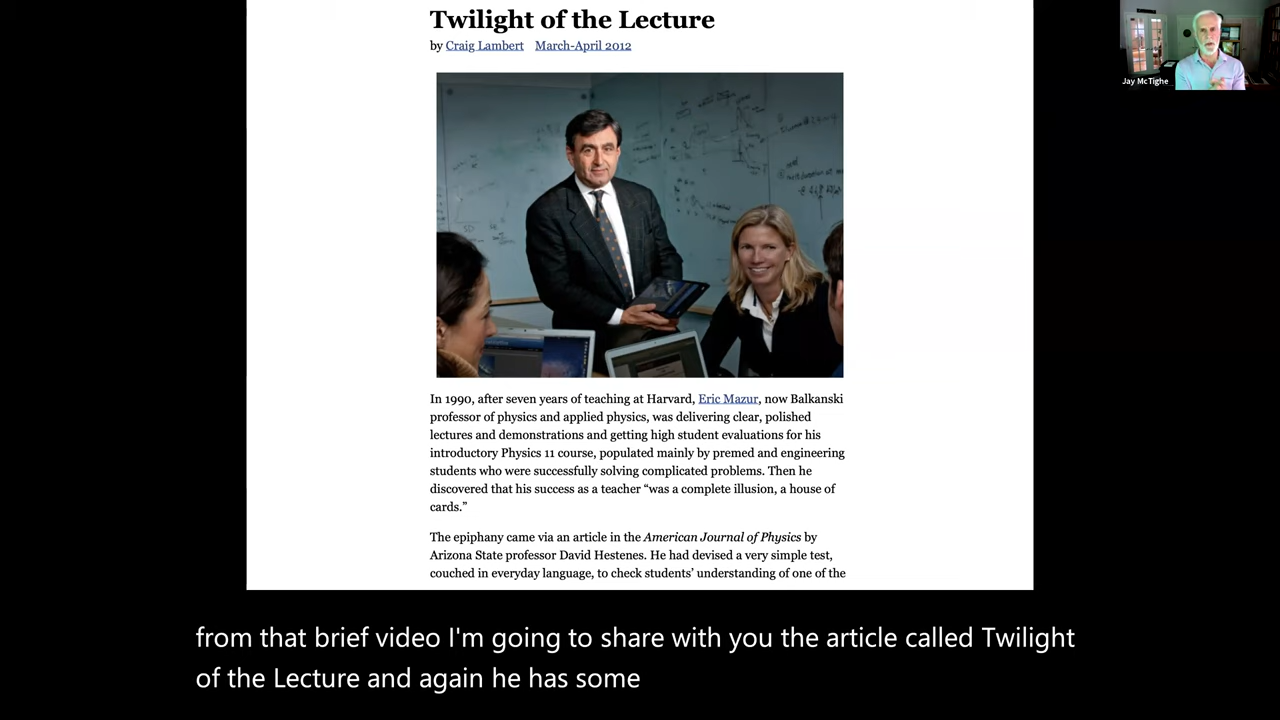 Twilight of the Lecture
by Craig Lambert March-April 2012
Jay McTighe
In 1990, after seven years of teaching at Harvard, Eric Mazur, now Balkanski
professor of physics and applied physics, was delivering clear, polished
lectures and demonstrations and getting high student evaluations for his
introductory Physics 11 course, populated mainly by premed and engineering
students who were successfully solving complicated problems. Then he
discovered that his success as a teacher “was a complete illusion, a house of
cards.”
The epiphany came via an article in the American Journal of Physics by
Arizona State professor David Hestenes. He had devised a very simple test,
couched in everyday language, to check students’ understanding of one of the
from that brief video I'm going to share with you the article called Twilight
of the Lecture and again he has some